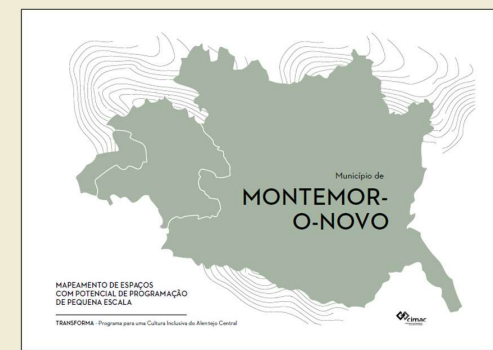 Município de
MONTEMOR-
O-NOVO
MAPEAMENTO DE ESPAÇOS
COM POTENCIAL DE PROGRAMAÇÃO
DE PEQUENA ESCALA
TRANSFORMA - Programa para uma Cultura Inclusiva do Alentejo Central
cimac